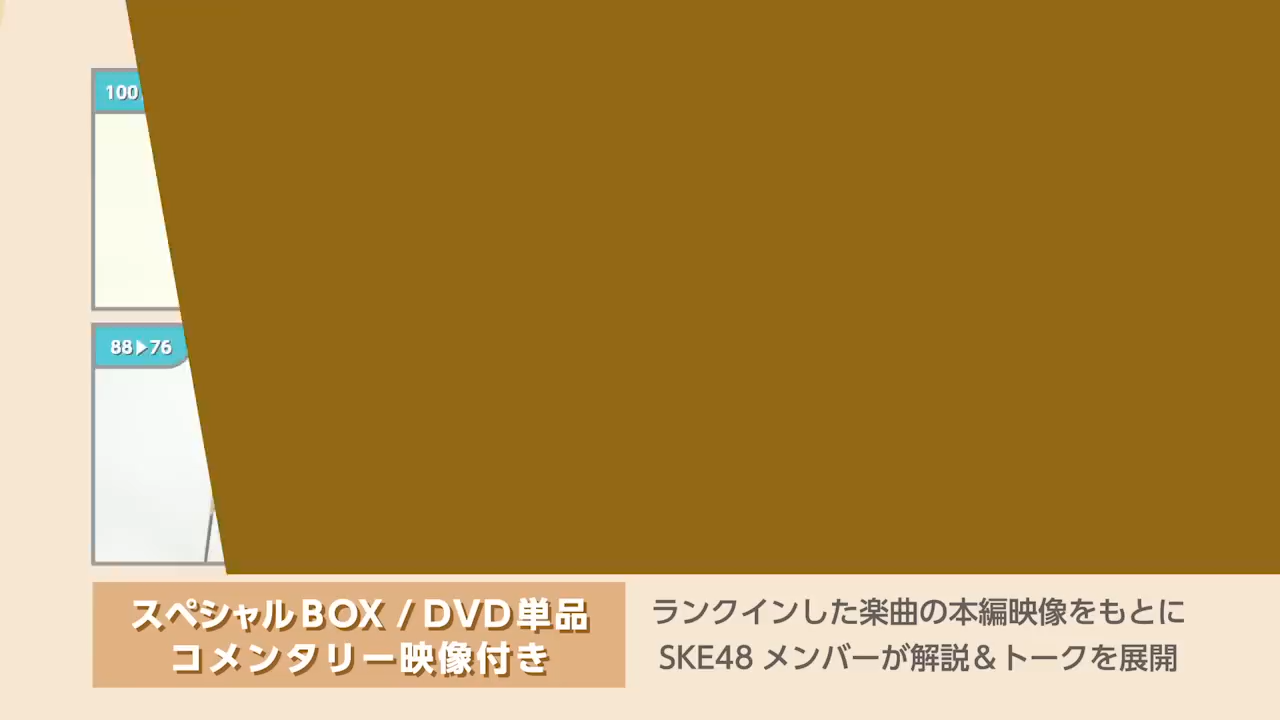 100
88▶76
スペシャルBOX / DVD単品
コメンタリー映像付き
ランクインした楽曲の本編映像をもとに
SKE48 メンバーが解説＆トークを展開